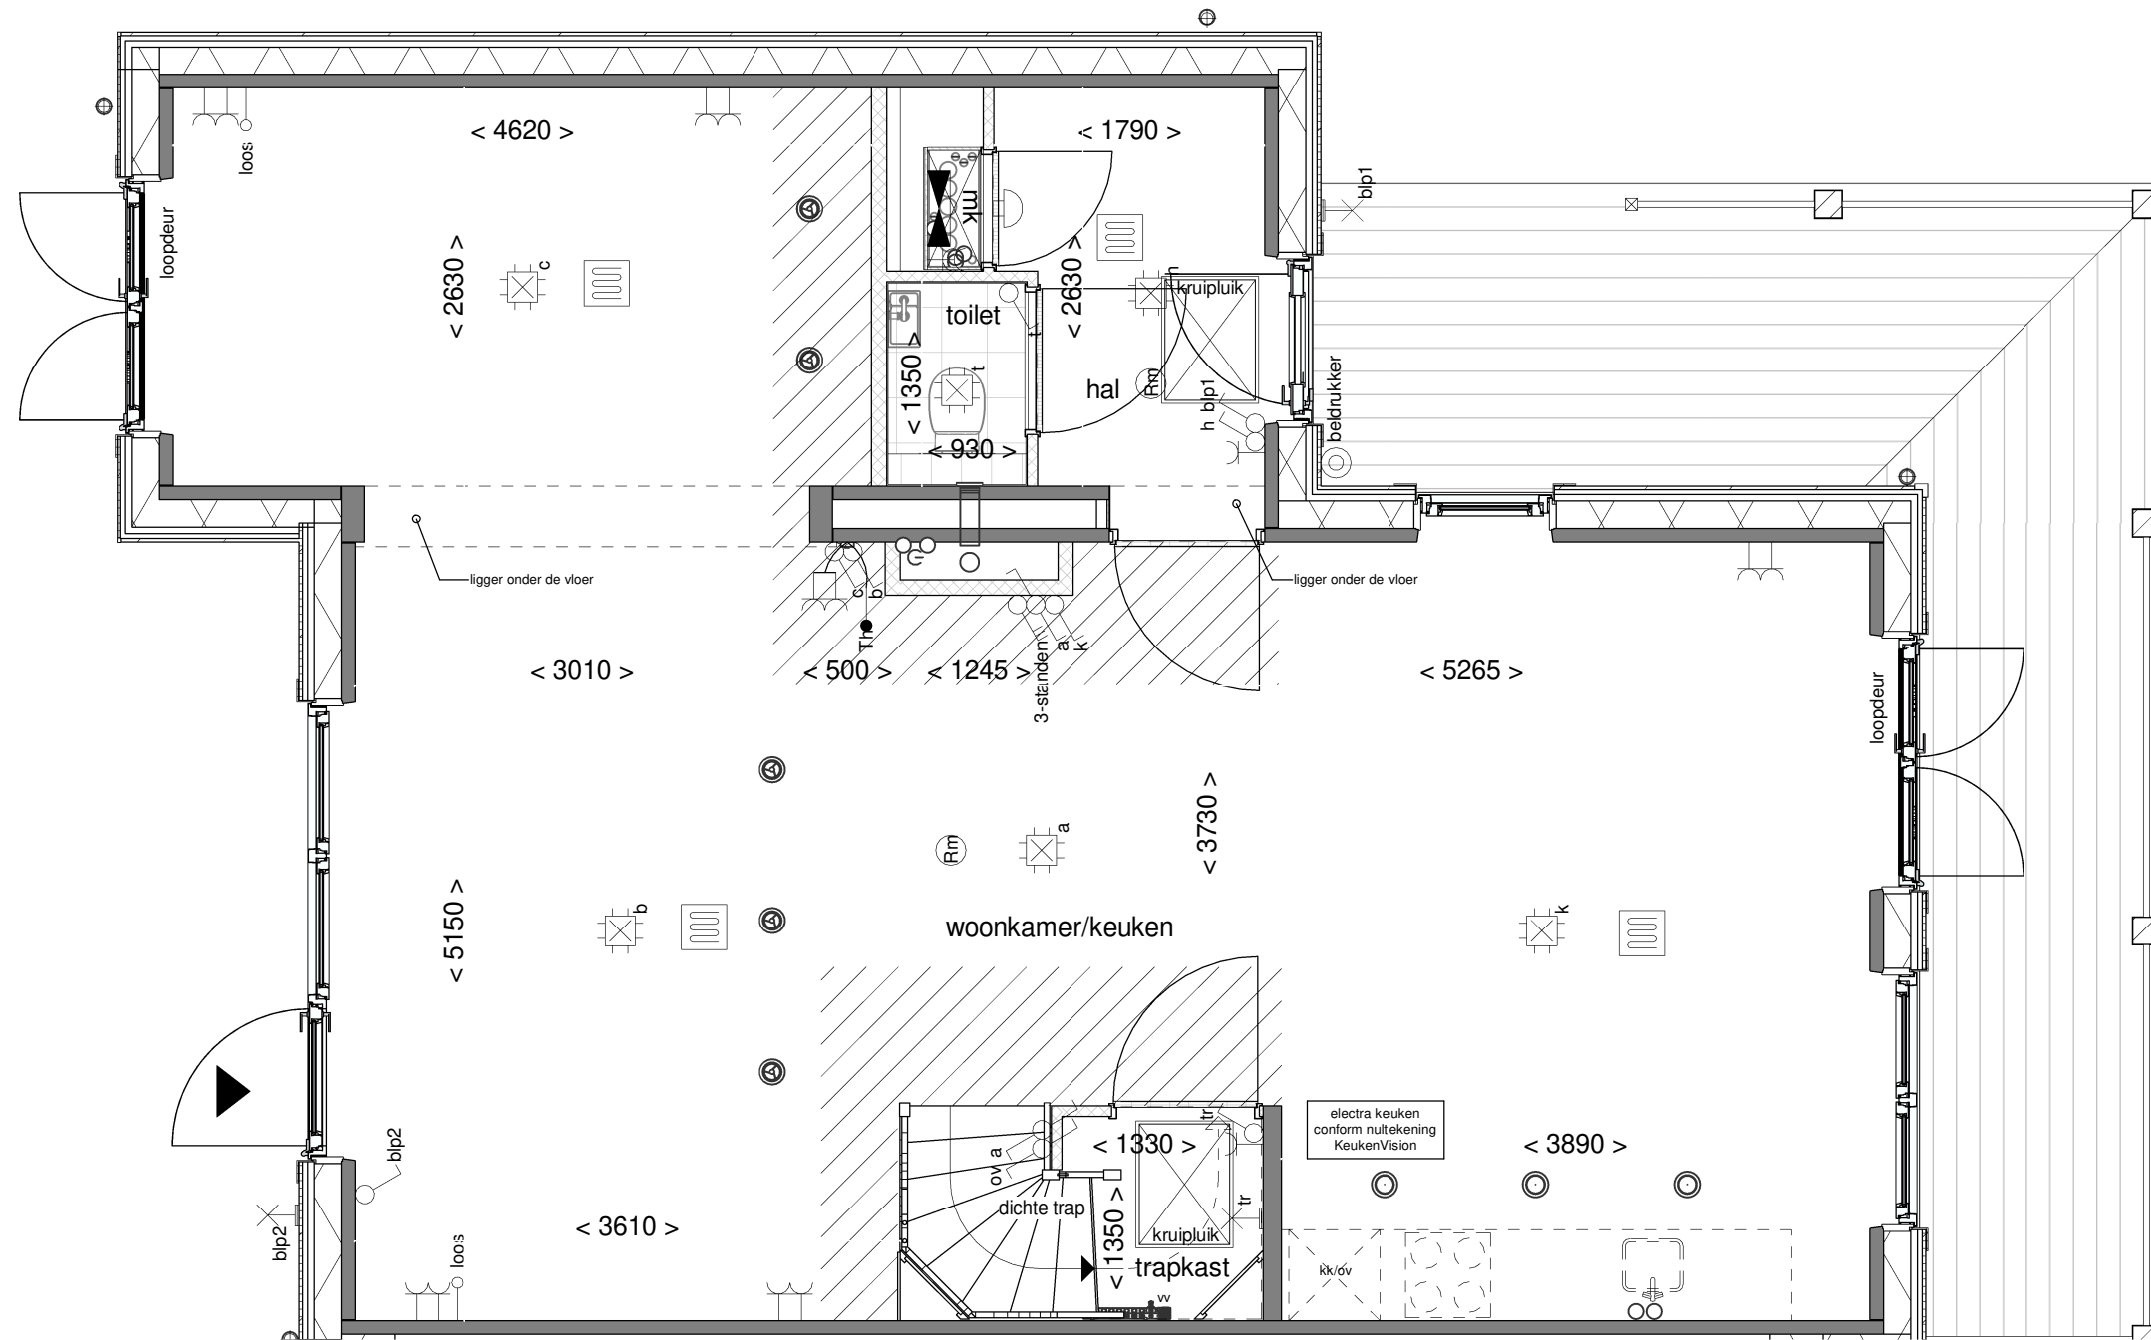 < 4620 >
< 1790 >
loos
blp1
mk
loopdeur
< 2630 >
c
< 2630 >
kruipluik
toilet
t
t
< 1350 >
hal
Rm
h blp1
beldrukker
< 930 >
ligger onder de vloer
ligger onder de vloer
c
b
Th
a
k
3-standen
< 3010 >
< 500 >
< 1245 >
< 5265 >
loopdeur
< 3730 >
Rm
a
< 5150 >
b
woonkamer/keuken
k
electra keuken
conform nultekening
KeukenVision
tr
< 1330 >
< 3890 >
blp2
ov a
dichte trap
tr
< 3610 >
blp2
loos
< 1350 >
kruipluik
trapkast
kk/ov
vv